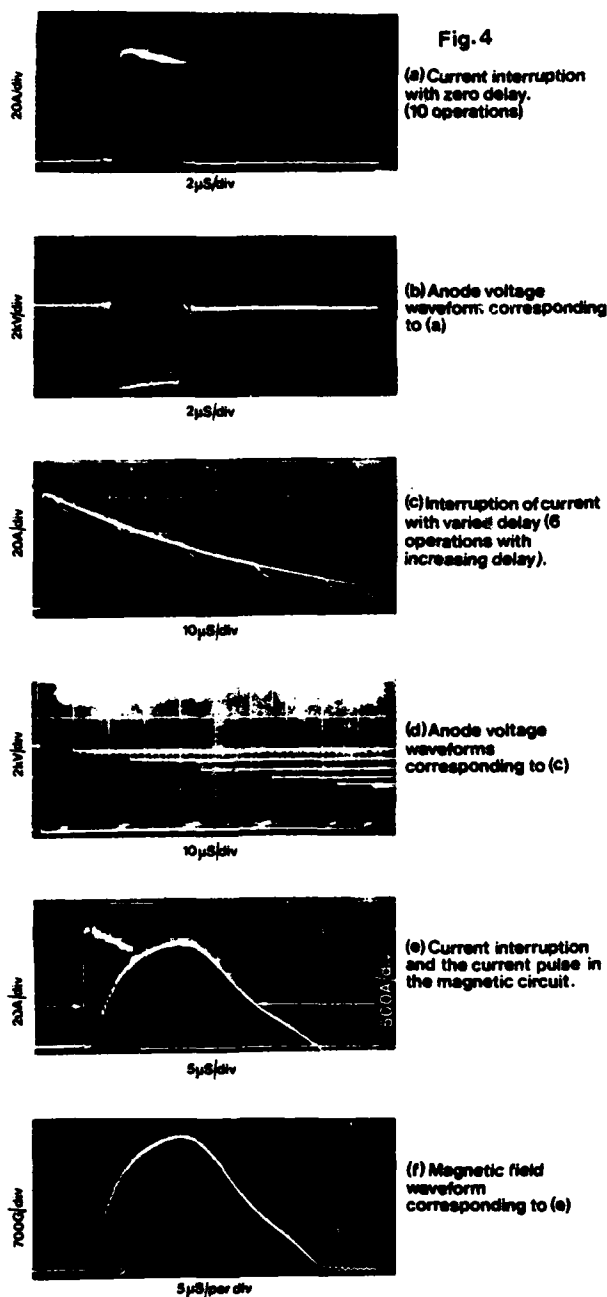 Fig. 4
20A/div
(a) Current interruption
with zero delay.
(10 operations)
2µS/div
2kV/div
(b) Anode voltage
waveform corresponding
to (a)
2µS/div
20A/div
(c) Interruption of current
with varied delay (6
operations with
increasing delay).
10µS/div
2kV/div
(d) Anode voltage
waveforms
corresponding to (c)
10µS/div
20A/div
500A/div
(e) Current interruption
and the current pulse in
the magnetic circuit.
5µS/div
700G/div
(f) Magnetic field
waveform
corresponding to (e)
5µS/per div